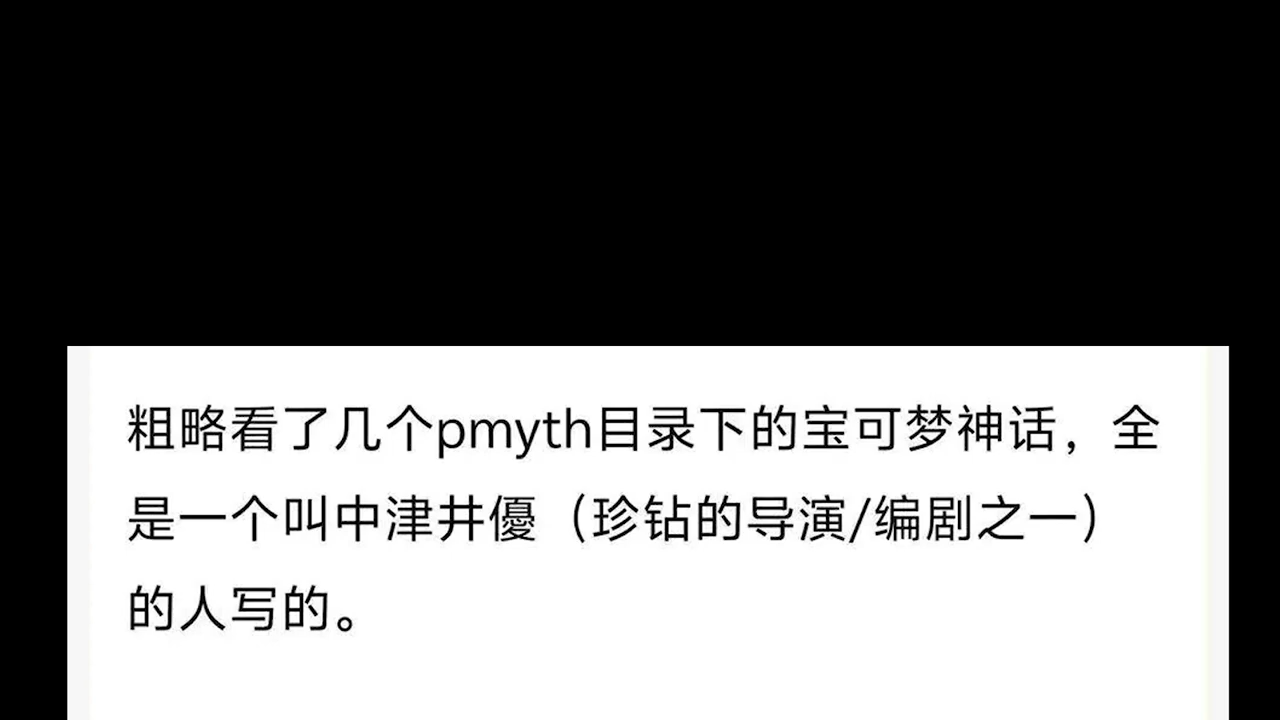 粗略看了几个pmyth目录下的宝可梦神话，全
是一个叫中津井優（珍钻的导演/编剧之一）
的人写的。